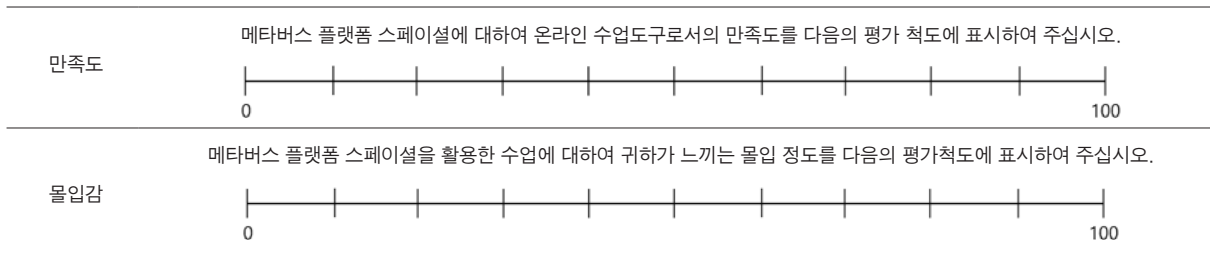 메타버스 플랫폼 스페이셜에 대하여 온라인 수업도구로서의 만족도를 다음의 평가 척도에 표시하여 주십시오.
만족도
0 100
메타버스 플랫폼 스페이셜을 활용한 수업에 대하여 귀하가 느끼는 몰입 정도를 다음의 평가척도에 표시하여 주십시오.
몰입감
0 100